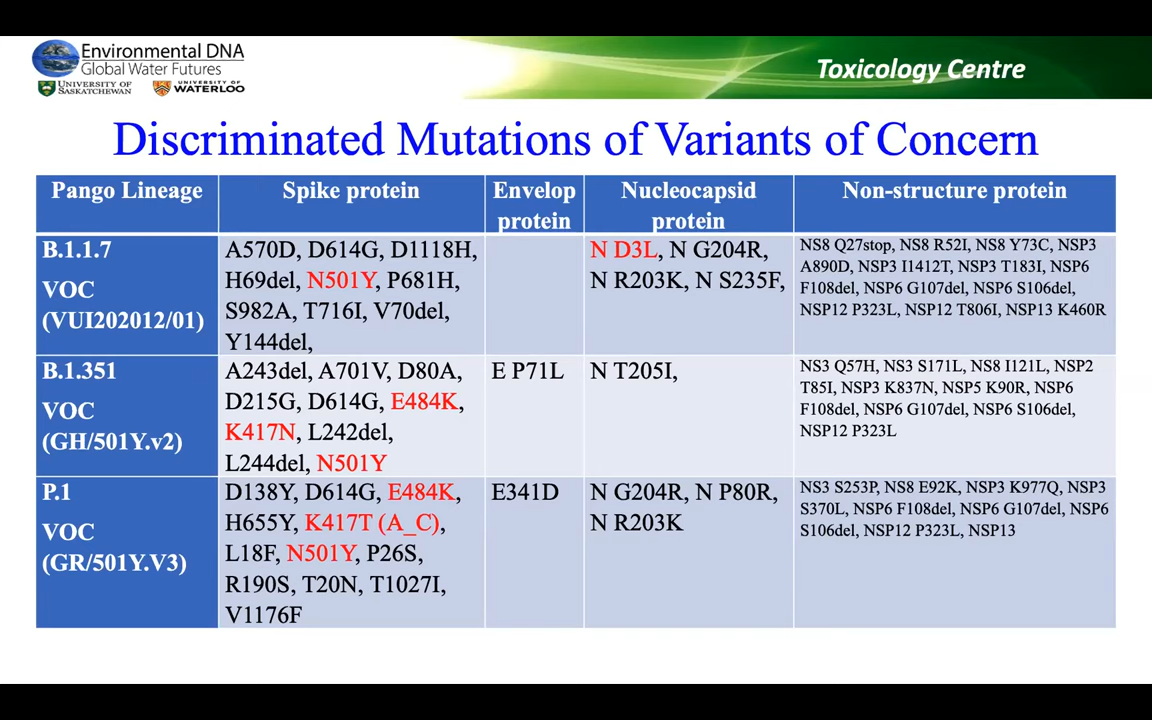 Environmental DNA
Global Water Futures
UNIVERSITY OF
SASKATCHEWAN
UNIVERSITY OF
WATERLOO
Toxicology Centre
Discriminated Mutations of Variants of Concern
Pango Lineage
Spike protein
Envelop
protein
Nucleocapsid
protein
Non-structure protein
B.1.1.7
VOC
(VUI202012/01)
A570D, D614G, D1118H,
H69del, N501Y, P681H,
S982A, T716I, V70del,
Y144del,
N D3L, N G204R,
N R203K, N S235F,
NS8 Q27stop, NS8 R52I, NS8 Y73C, NSP3
A890D, NSP3 I1412T, NSP3 T183I, NSP6
F108del, NSP6 G107del, NSP6 S106del,
NSP12 P323L, NSP12 T806I, NSP13 K460R
B.1.351
VOC
(GH/501Y.v2)
A243del, A701V, D80A,
D215G, D614G, E484K,
K417N, L242del,
L244del, N501Y
E P71L
N T205I,
NS3 Q57H, NS3 S171L, NS8 I121L, NSP2
T85I, NSP3 K837N, NSP5 K90R, NSP6
F108del, NSP6 G107del, NSP6 S106del,
NSP12 P323L
P.1
VOC
(GR/501Y.V3)
D138Y, D614G, E484K,
H655Y, K417T (A_C),
L18F, N501Y, P26S,
R190S, T20N, T1027I,
V1176F
E341D
N G204R, N P80R,
N R203K
NS3 S253P, NS8 E92K, NSP3 K977Q, NSP3
S370L, NSP6 F108del, NSP6 G107del, NSP6
S106del, NSP12 P323L, NSP13